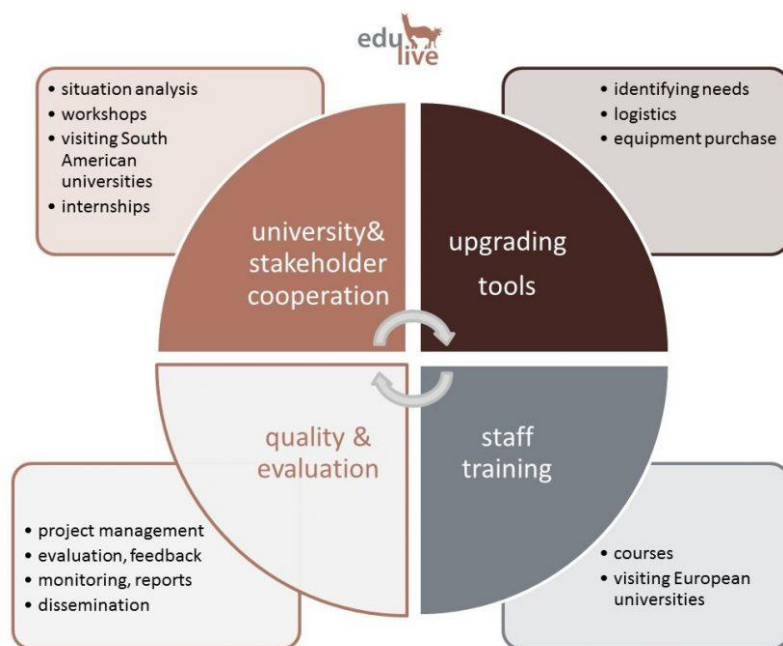 edu
live
• situation analysis
• workshops
• visiting South
American
universities
• internships
• identifying needs
• logistics
• equipment purchase
university&
stakeholder
cooperation
upgrading
tools
quality &
evaluation
staff
training
• project management
• evaluation, feedback
• monitoring, reports
• dissemination
• courses
• visiting European
universities